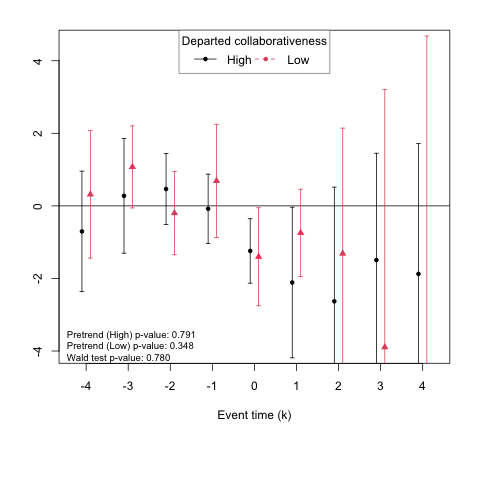 Departed collaborativeness
High Low
4
2
0
-2
-4
Pretrend (High) p-value: 0.791
Pretrend (Low) p-value: 0.348
Wald test p-value: 0.780
-4 -3 -2 -1 0 1 2 3 4
Event time (k)